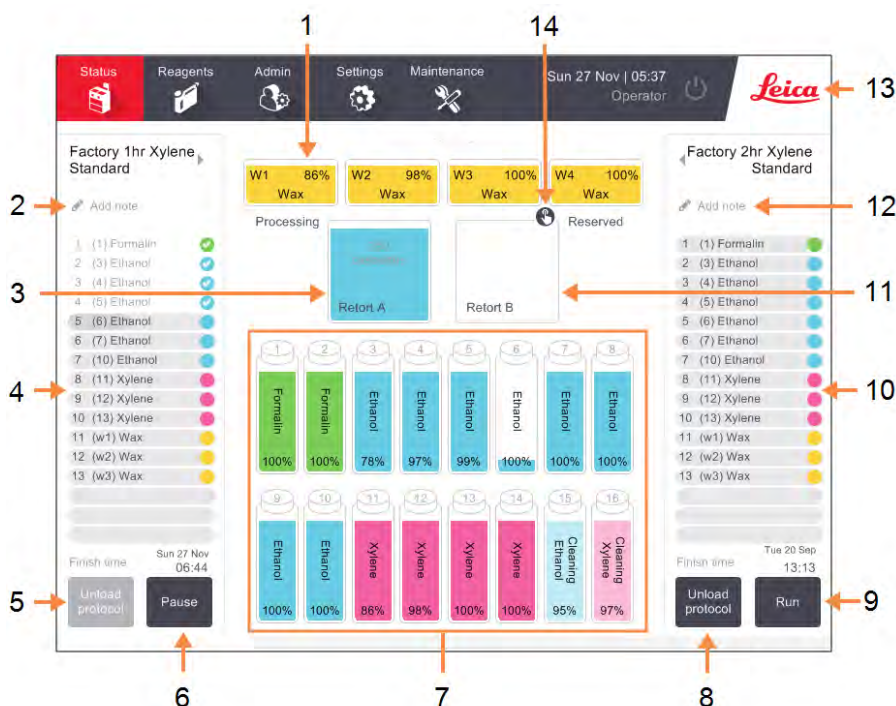 1
14
Status
Reagents
Admin
Settings
Maintenance
Sun 27 Nov | 05:37
Operator
Leica
13
Factory 1hr Xylene
Standard
W1 86%
Wax
W2 98%
Wax
W3 100%
Wax
W4 100%
Wax
Factory 2hr Xylene
Standard
2
Add note
Processing
Reserved
Add note
12
1 (1) Formalin
2 (3) Ethanol
3 (4) Ethanol
4 (5) Ethanol
5 (6) Ethanol
6 (7) Ethanol
7 (10) Ethanol
8 (11) Xylene
9 (12) Xylene
10 (13) Xylene
11 (w1) Wax
12 (w2) Wax
13 (w3) Wax
3
Retort A
Retort B
11
1 (1) Formalin
2 (3) Ethanol
3 (4) Ethanol
4 (5) Ethanol
5 (6) Ethanol
6 (7) Ethanol
7 (10) Ethanol
8 (11) Xylene
9 (12) Xylene
10 (13) Xylene
11 (w1) Wax
12 (w2) Wax
13 (w3) Wax
4
10
1 2 3 4 5 6 7 8
Formalin Formalin Ethanol Ethanol Ethanol Ethanol Ethanol Ethanol
100% 100% 78% 97% 99% 100% 100% 100%
9 10 11 12 13 14 15 16
Ethanol Ethanol Xylene Xylene Xylene Xylene Cleaning Ethanol Cleaning Xylene
100% 100% 86% 98% 100% 100% 95% 97%
Finish time
Sun 27 Nov
06:44
Finish time
Tue 20 Sep
13:13
5
Unload
protocol
Pause
Unload
protocol
Run
9
6
7
8